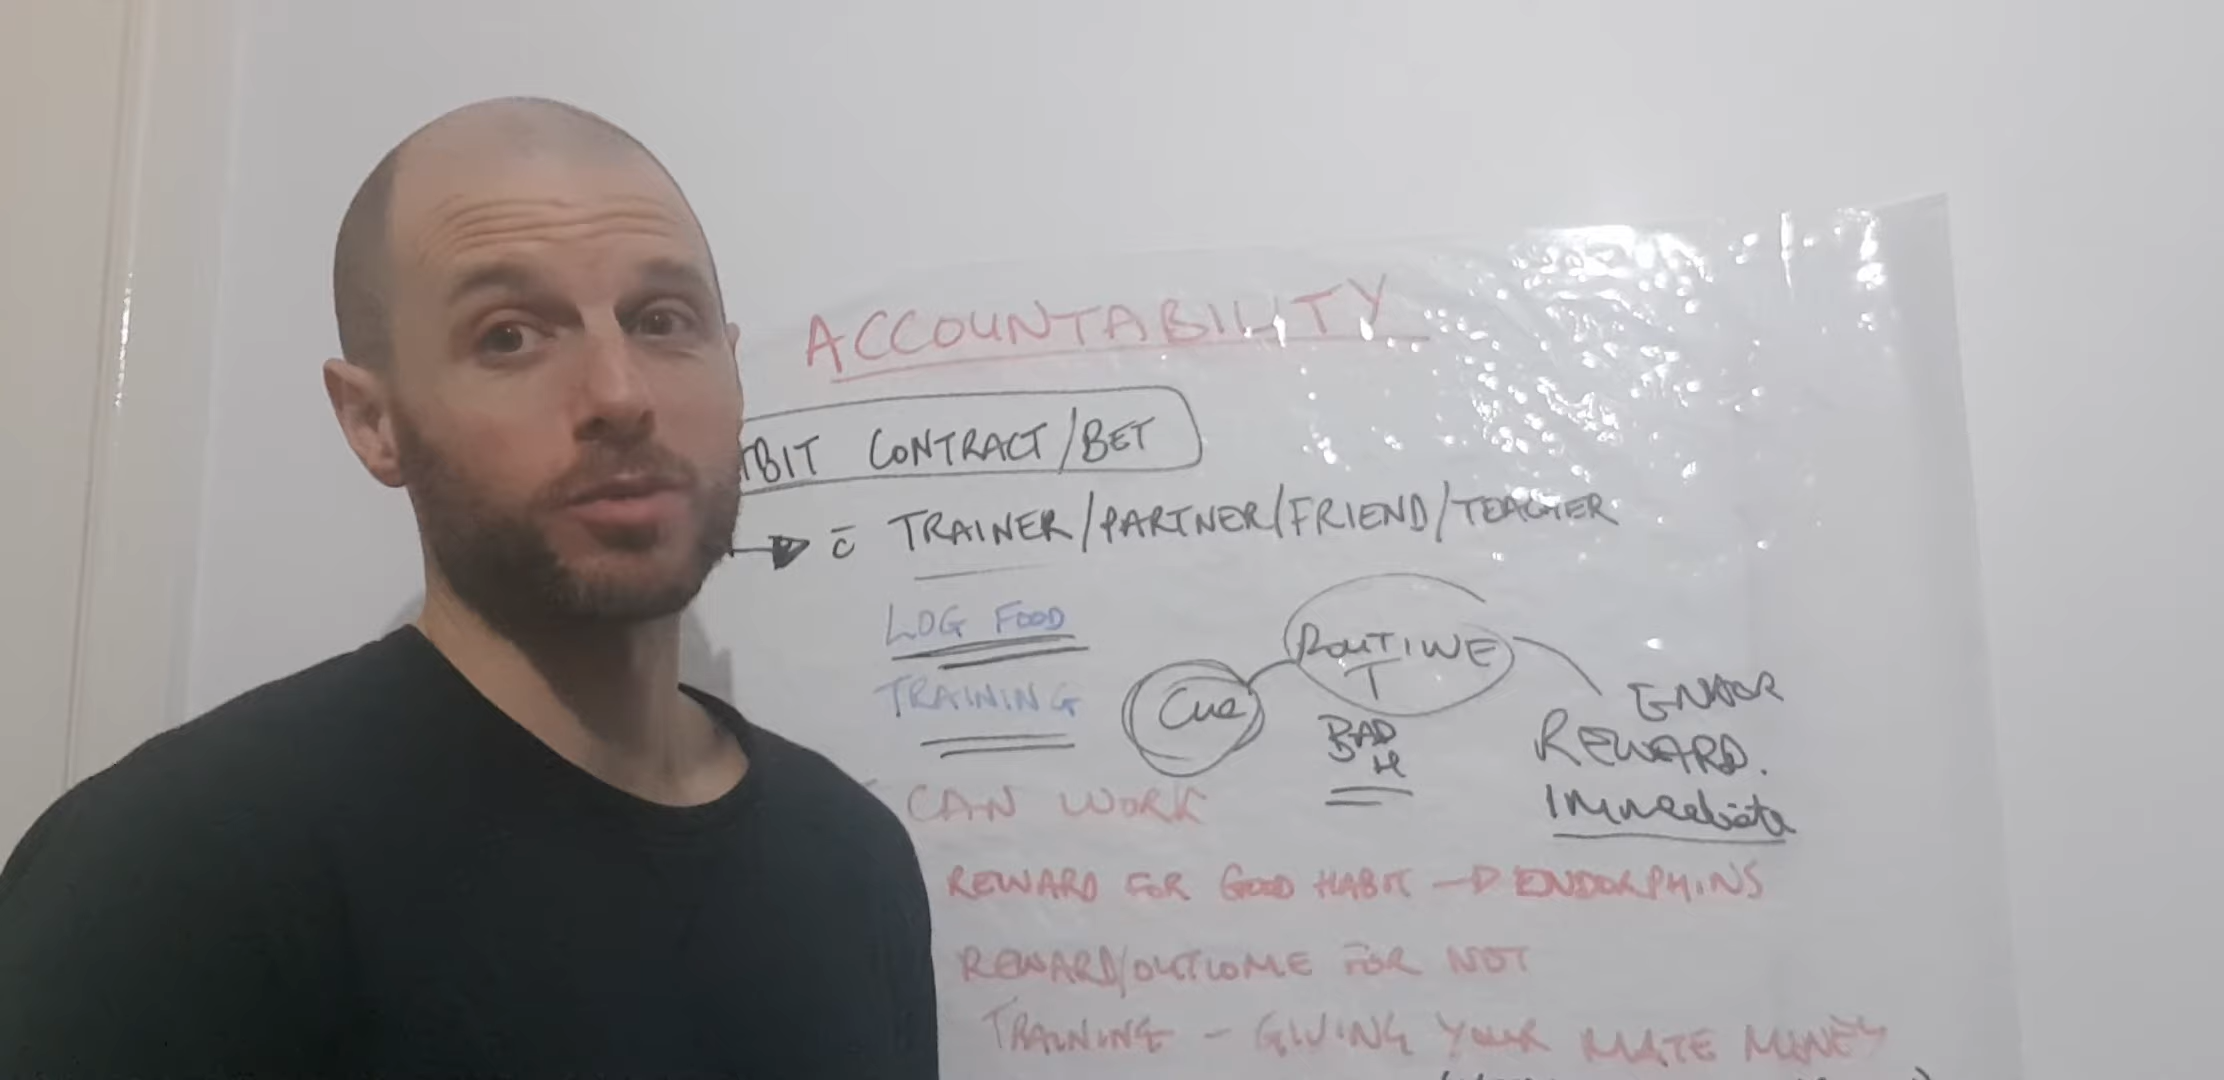 ACCOUNTABILITY
BIT CONTRACT/BET
c̄ TRAINER/PARTNER/FRIEND/TEACHER
LOG FOOD
TRAINING
CUE
ROUTINE
BAD
H
REWARD.
Immediate
CAN WORK
REWARD FOR GOOD HABIT → ENDORPHINS
REWARD/OUTCOME FOR NOT
TRAINING - GIVING YOUR MATE MONEY